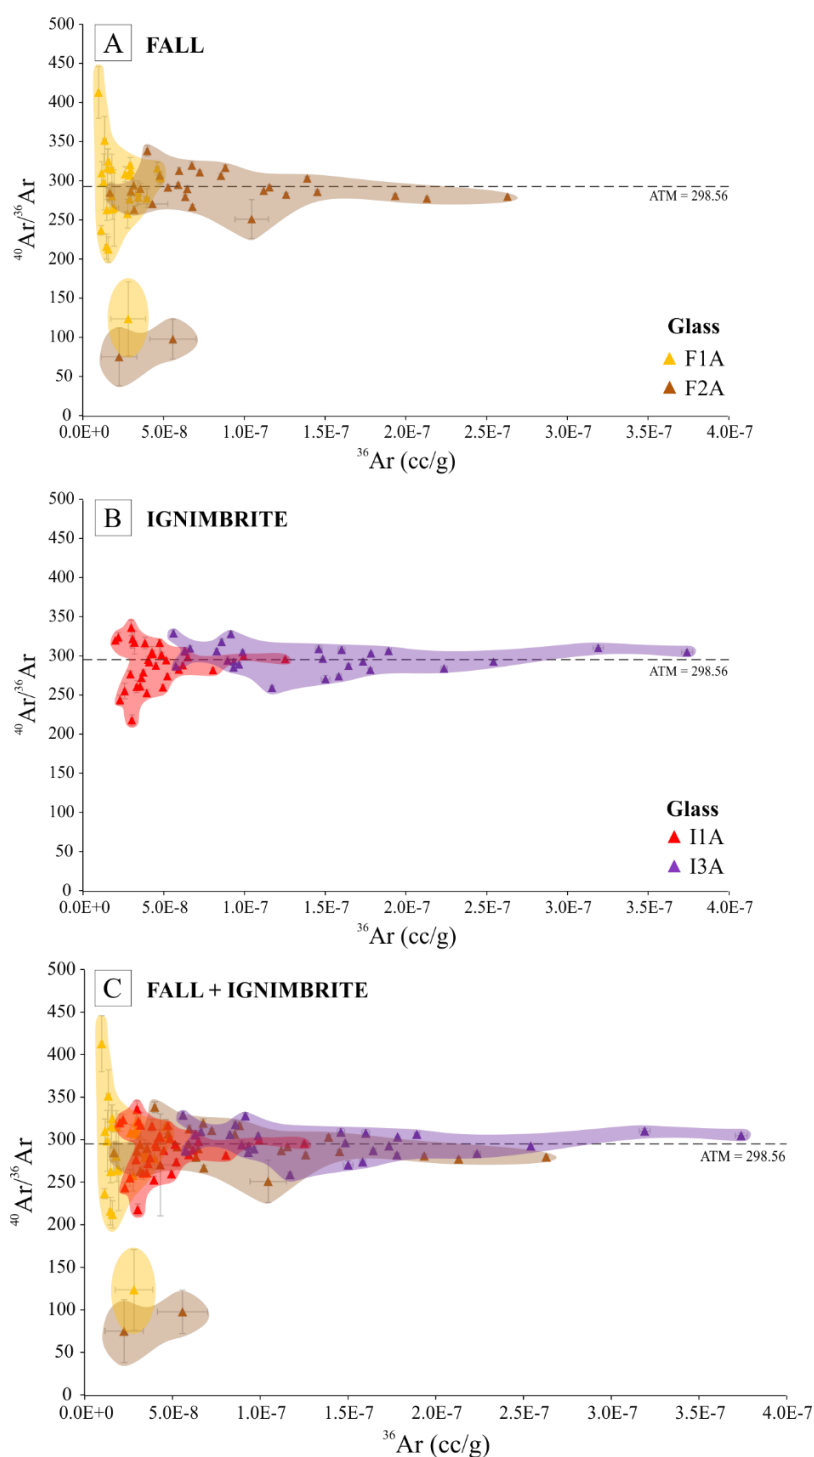 A FALL
500
450
400
350
300
250
200
150
100
50
0
⁴⁰Ar/³⁶Ar
ATM = 298.56
Glass
F1A
F2A
0.0E+0 5.0E-8 1.0E-7 1.5E-7 2.0E-7 2.5E-7 3.0E-7 3.5E-7 4.0E-7
³⁶Ar (cc/g)
B IGNIMBRITE
500
450
400
350
300
250
200
150
100
50
0
⁴⁰Ar/³⁶Ar
ATM = 298.56
Glass
I1A
I3A
0.0E+0 5.0E-8 1.0E-7 1.5E-7 2.0E-7 2.5E-7 3.0E-7 3.5E-7 4.0E-7
³⁶Ar (cc/g)
C FALL + IGNIMBRITE
500
450
400
350
300
250
200
150
100
50
0
⁴⁰Ar/³⁶Ar
ATM = 298.56
0.0E+0 5.0E-8 1.0E-7 1.5E-7 2.0E-7 2.5E-7 3.0E-7 3.5E-7 4.0E-7
³⁶Ar (cc/g)